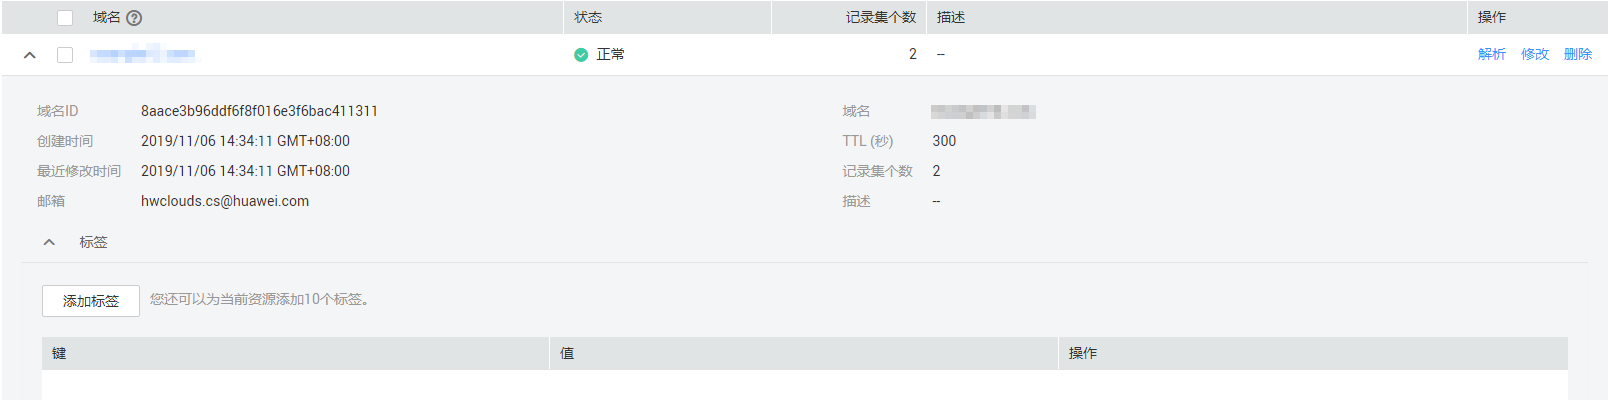 域名 ? 状态 记录集个数 描述 操作
正常 2 -- 解析 修改 删除
域名ID 8aace3b96ddf6f8f016e3f6bac411311 域名
创建时间 2019/11/06 14:34:11 GMT+08:00 TTL (秒) 300
最近修改时间 2019/11/06 14:34:11 GMT+08:00 记录集个数 2
邮箱 hwclouds.cs@huawei.com 描述 --
标签
添加标签 您还可以为当前资源添加10个标签。
键 值 操作